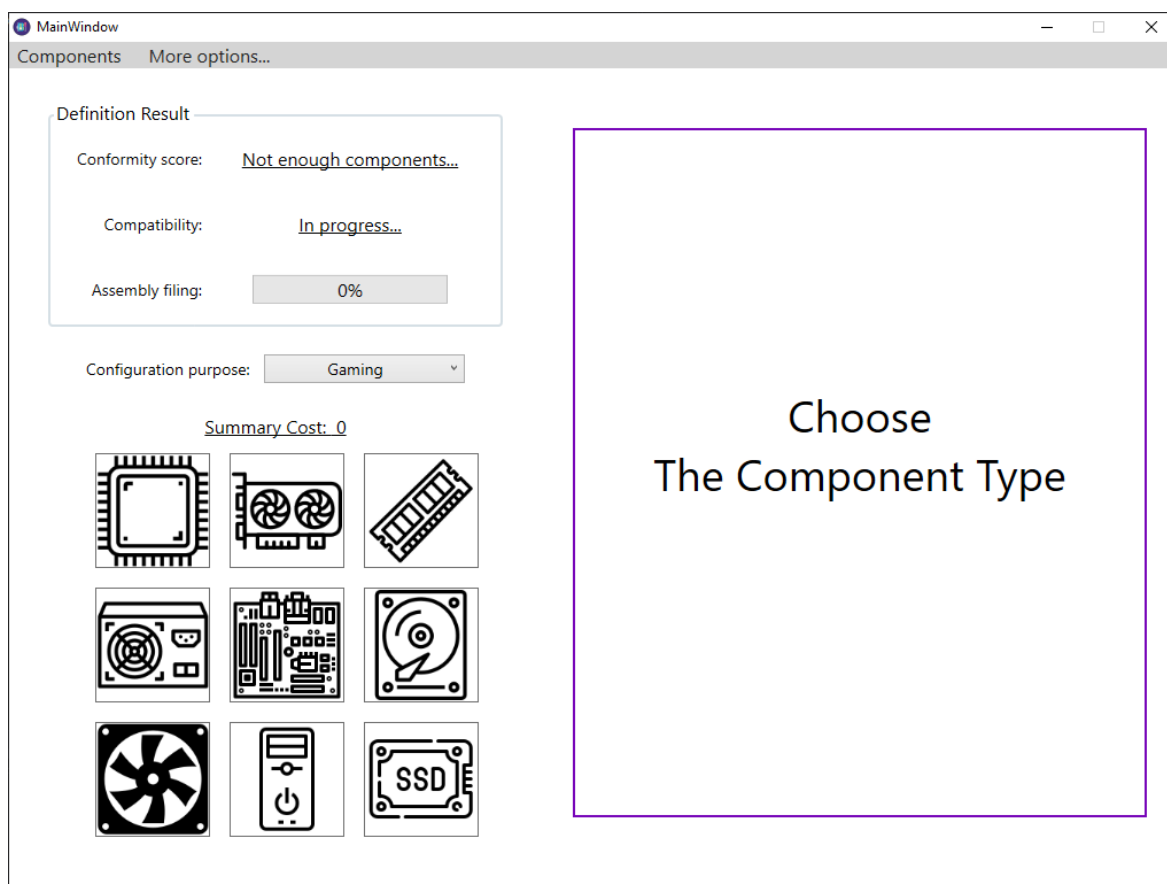 MainWindow
Components More options...
Definition Result
Conformity score: Not enough components...
Compatibility: In progress...
Assembly filing: 0%
Configuration purpose: Gaming
Summary Cost: 0
Choose
The Component Type
SSD